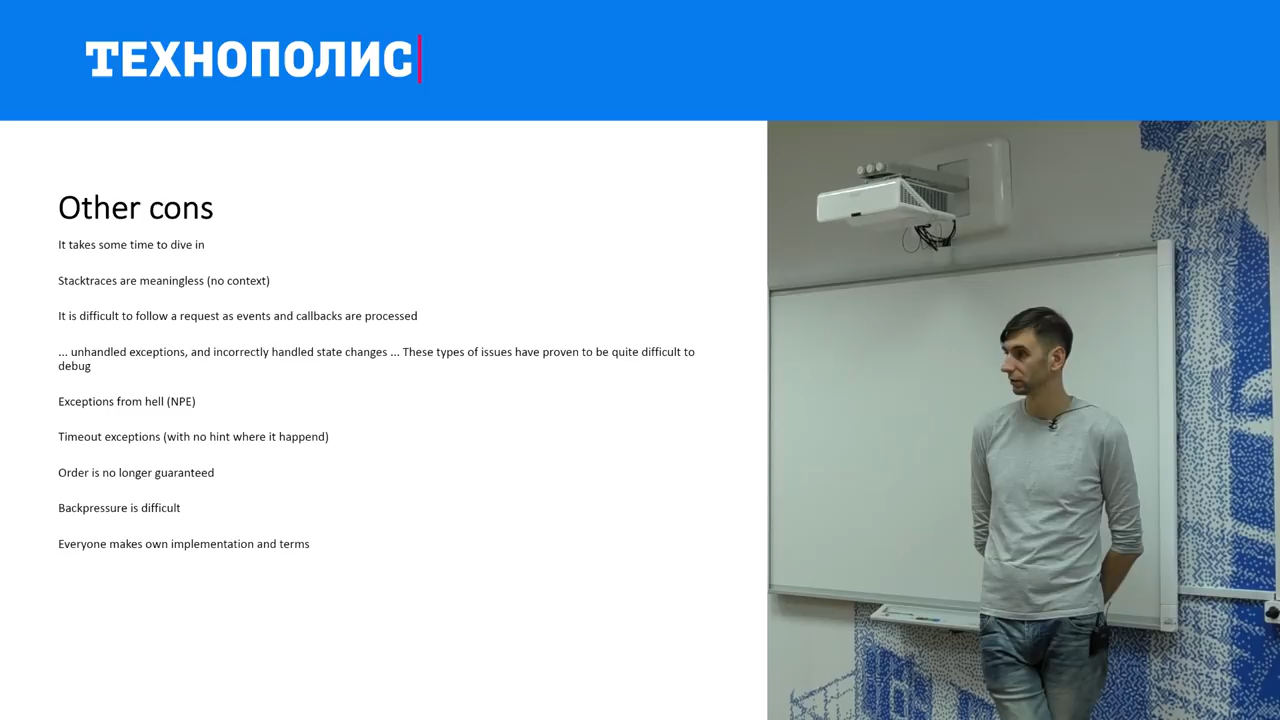 ТЕХНОПОЛИС
Other cons
It takes some time to dive in
Stacktraces are meaningless (no context)
It is difficult to follow a request as events and callbacks are processed
... unhandled exceptions, and incorrectly handled state changes ... These types of issues have proven to be quite difficult to
debug
Exceptions from hell (NPE)
Timeout exceptions (with no hint where it happend)
Order is no longer guaranteed
Backpressure is difficult
Everyone makes own implementation and terms